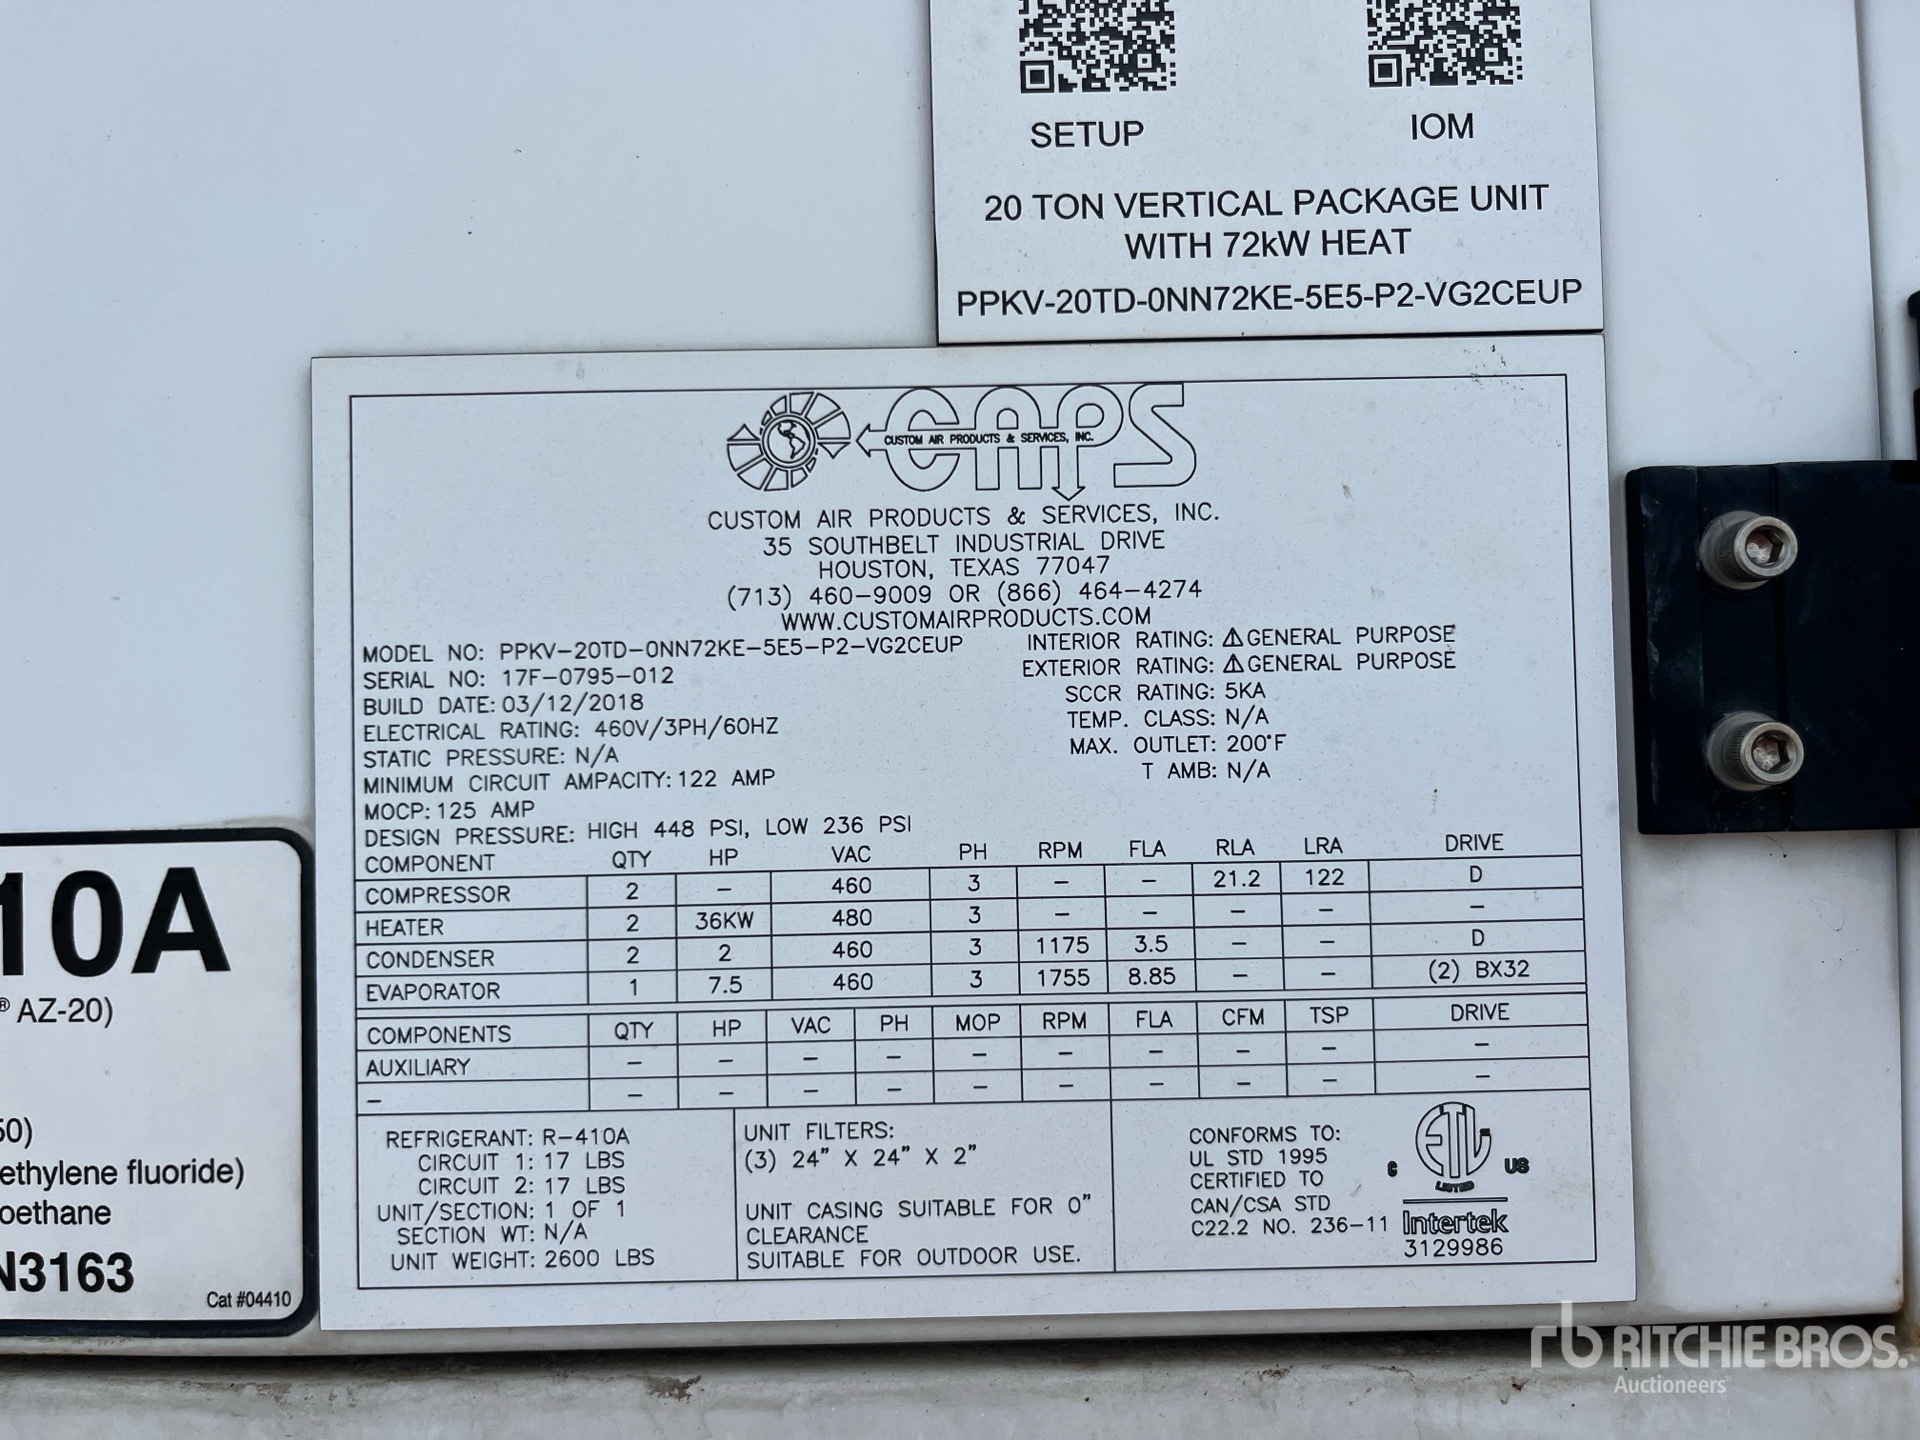 SETUP IOM
20 TON VERTICAL PACKAGE UNIT
WITH 72kW HEAT
PPKV-20TD-0NN72KE-5E5-P2-VG2CEUP
CAPS
CUSTOM AIR PRODUCTS & SERVICES, INC.
CUSTOM AIR PRODUCTS & SERVICES, INC.
35 SOUTHBELT INDUSTRIAL DRIVE
HOUSTON, TEXAS 77047
(713) 460-9009 OR (866) 464-4274
WWW.CUSTOMAIRPRODUCTS.COM
MODEL NO: PPKV-20TD-0NN72KE-5E5-P2-VG2CEUP
SERIAL NO: 17F-0795-012
BUILD DATE: 03/12/2018
ELECTRICAL RATING: 460V/3PH/60HZ
STATIC PRESSURE: N/A
MINIMUM CIRCUIT AMPACITY: 122 AMP
MOCP: 125 AMP
DESIGN PRESSURE: HIGH 448 PSI, LOW 236 PSI
INTERIOR RATING: ⚠GENERAL PURPOSE
EXTERIOR RATING: ⚠GENERAL PURPOSE
SCCR RATING: 5KA
TEMP. CLASS: N/A
MAX. OUTLET: 200°F
T AMB: N/A
COMPONENT QTY HP VAC PH RPM FLA RLA LRA DRIVE
COMPRESSOR 2 - 460 3 - - 21.2 122 D
HEATER 2 36KW 480 3 - - - - -
CONDENSER 2 2 460 3 1175 3.5 - - D
EVAPORATOR 1 7.5 460 3 1755 8.85 - - (2) BX32
COMPONENTS QTY HP VAC PH MOP RPM FLA CFM TSP DRIVE
AUXILIARY - - - - - - - - - -
- - - - - - - - - - -
REFRIGERANT: R-410A
CIRCUIT 1: 17 LBS
CIRCUIT 2: 17 LBS
UNIT/SECTION: 1 OF 1
SECTION WT: N/A
UNIT WEIGHT: 2600 LBS
UNIT FILTERS:
(3) 24" X 24" X 2"
UNIT CASING SUITABLE FOR 0"
CLEARANCE
SUITABLE FOR OUTDOOR USE.
CONFORMS TO:
UL STD 1995
CERTIFIED TO
CAN/CSA STD
C22.2 NO. 236-11
C ETL US
LISTED
Intertek
3129986
10A
® AZ-20)
50)
ethylene fluoride)
oethane
N3163
Cat #04410
rb RITCHIE BROS.
Auctioneers